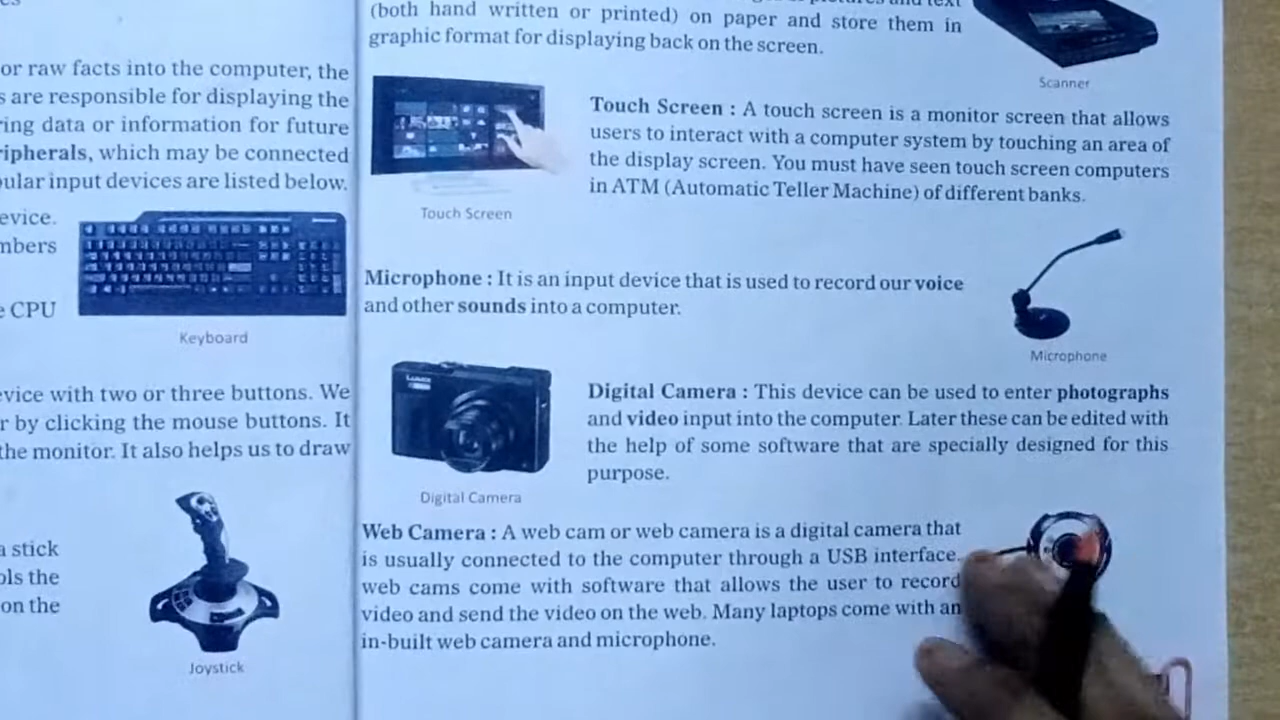 or raw facts into the computer, the
are responsible for displaying the
data or information for future
which may be connected
input devices are listed below.
Keyboard
CPU
with two or three buttons. We
by clicking the mouse buttons. It
the monitor. It also helps us to draw
stick
the
on the
Joystick
(both hand written or printed) on paper and store them in
graphic format for displaying back on the screen.
Scanner
Touch Screen : A touch screen is a monitor screen that allows
users to interact with a computer system by touching an area of
the display screen. You must have seen touch screen computers
in ATM (Automatic Teller Machine) of different banks.
Touch Screen
Microphone : It is an input device that is used to record our voice
and other sounds into a computer.
Microphone
Digital Camera : This device can be used to enter photographs
and video input into the computer. Later these can be edited with
the help of some software that are specially designed for this
purpose.
Digital Camera
Web Camera : A web cam or web camera is a digital camera that
is usually connected to the computer through a USB interface.
web cams come with software that allows the user to record
video and send the video on the web. Many laptops come with an
in-built web camera and microphone.